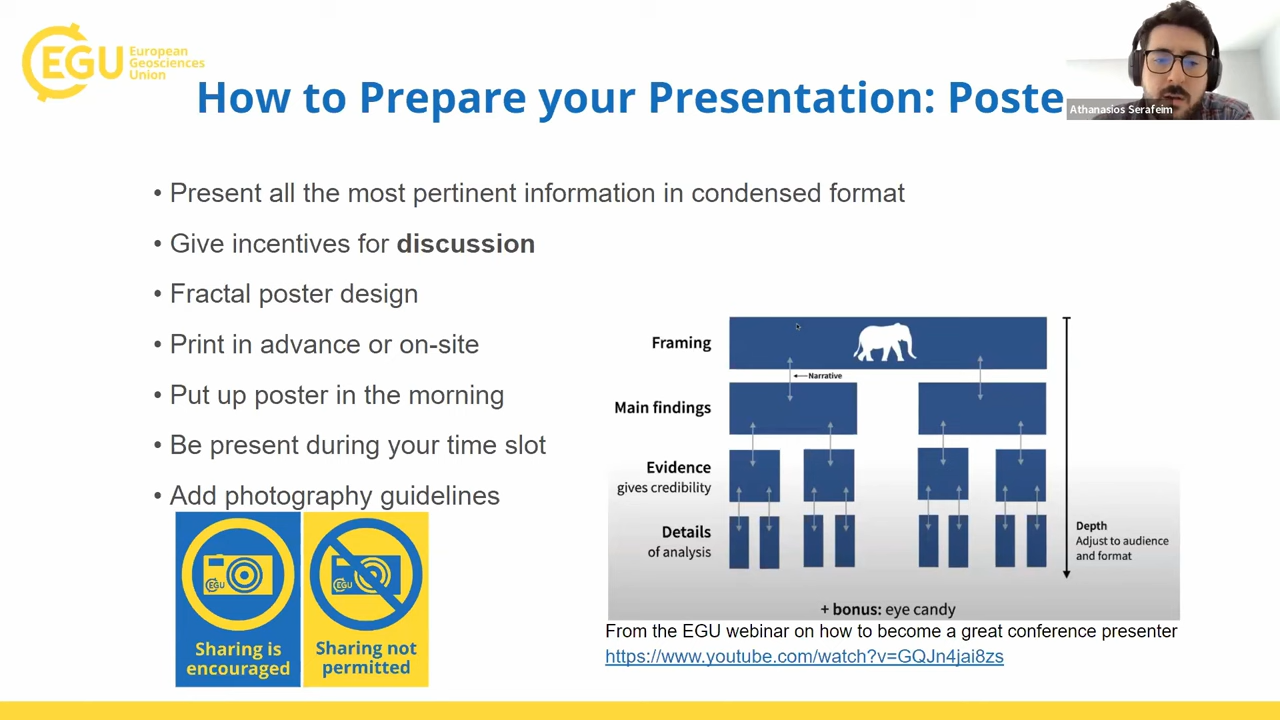 EGU European
Geosciences
Union
How to Prepare your Presentation: Poste
Athanasios Serafeim
• Present all the most pertinent information in condensed format
• Give incentives for discussion
• Fractal poster design
• Print in advance or on-site
• Put up poster in the morning
• Be present during your time slot
• Add photography guidelines
EGU
Sharing is
encouraged
EGU
Sharing not
permitted
Framing
Narrative
Main findings
Evidence
gives credibility
Details
of analysis
Depth
Adjust to audience
and format
+ bonus: eye candy
From the EGU webinar on how to become a great conference presenter
https://www.youtube.com/watch?v=GQJn4jai8zs